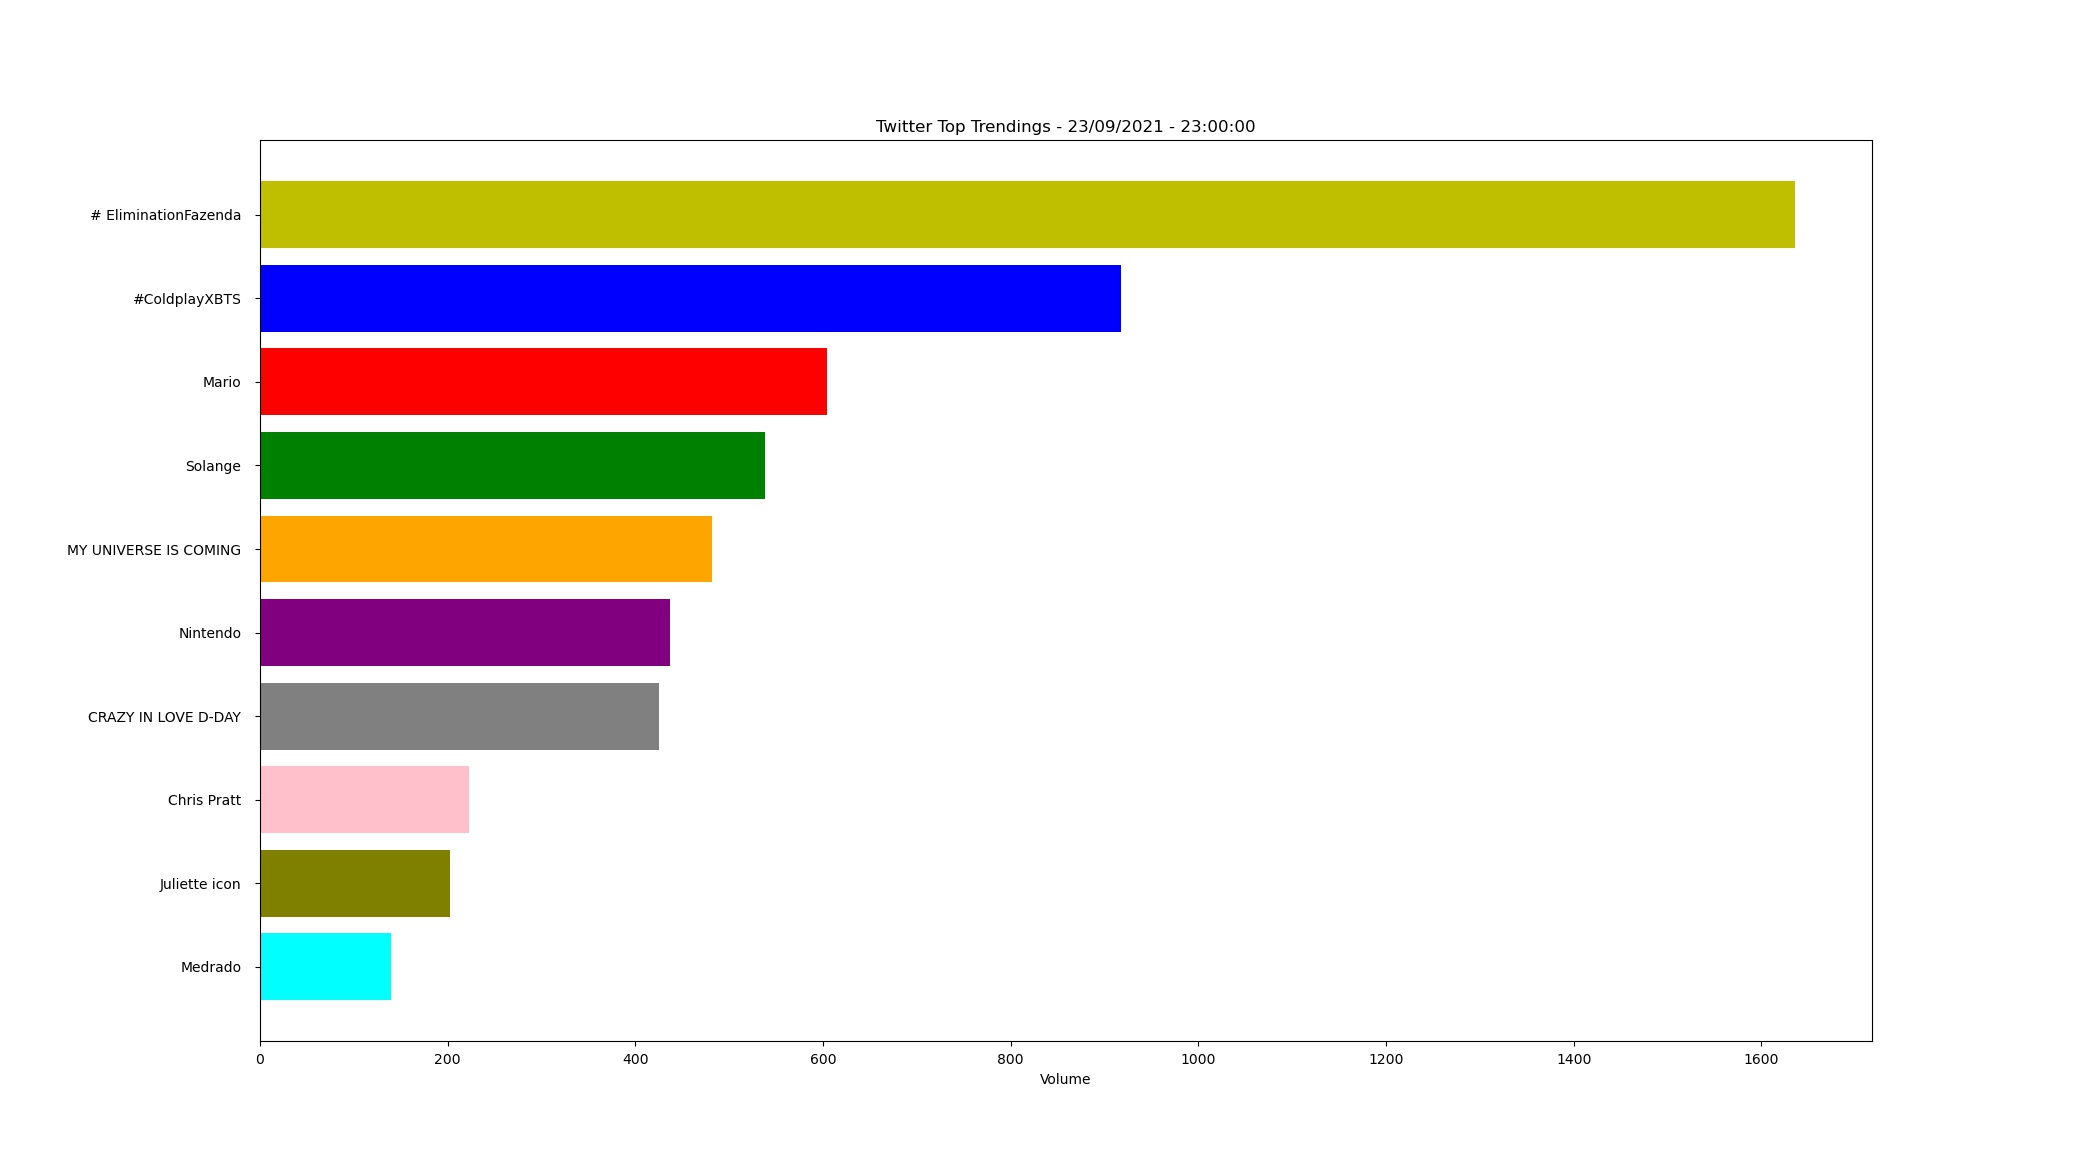 Twitter Top Trendings - 23/09/2021 - 23:00:00
# EliminationFazenda
#ColdplayXBTS
Mario
Solange
MY UNIVERSE IS COMING
Nintendo
CRAZY IN LOVE D-DAY
Chris Pratt
Juliette icon
Medrado
0 200 400 600 800 1000 1200 1400 1600
Volume